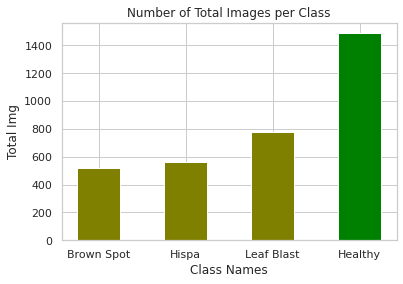 Number of Total Images per Class
Total Img
1400
1200
1000
800
600
400
200
0
Brown Spot Hispa Leaf Blast Healthy
Class Names